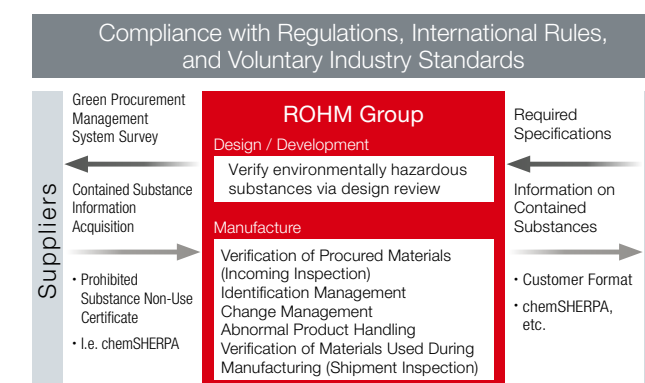 Compliance with Regulations, International Rules,
and Voluntary Industry Standards
Suppliers
Green Procurement
Management
System Survey
Contained Substance
Information
Acquisition
• Prohibited
Substance Non-Use
Certificate
• I.e. chemSHERPA
ROHM Group
Design / Development
Verify environmentally hazardous
substances via design review
Manufacture
Verification of Procured Materials
(Incoming Inspection)
Identification Management
Change Management
Abnormal Product Handling
Verification of Materials Used During
Manufacturing (Shipment Inspection)
Required
Specifications
Information on
Contained
Substances
• Customer Format
• chemSHERPA,
etc.